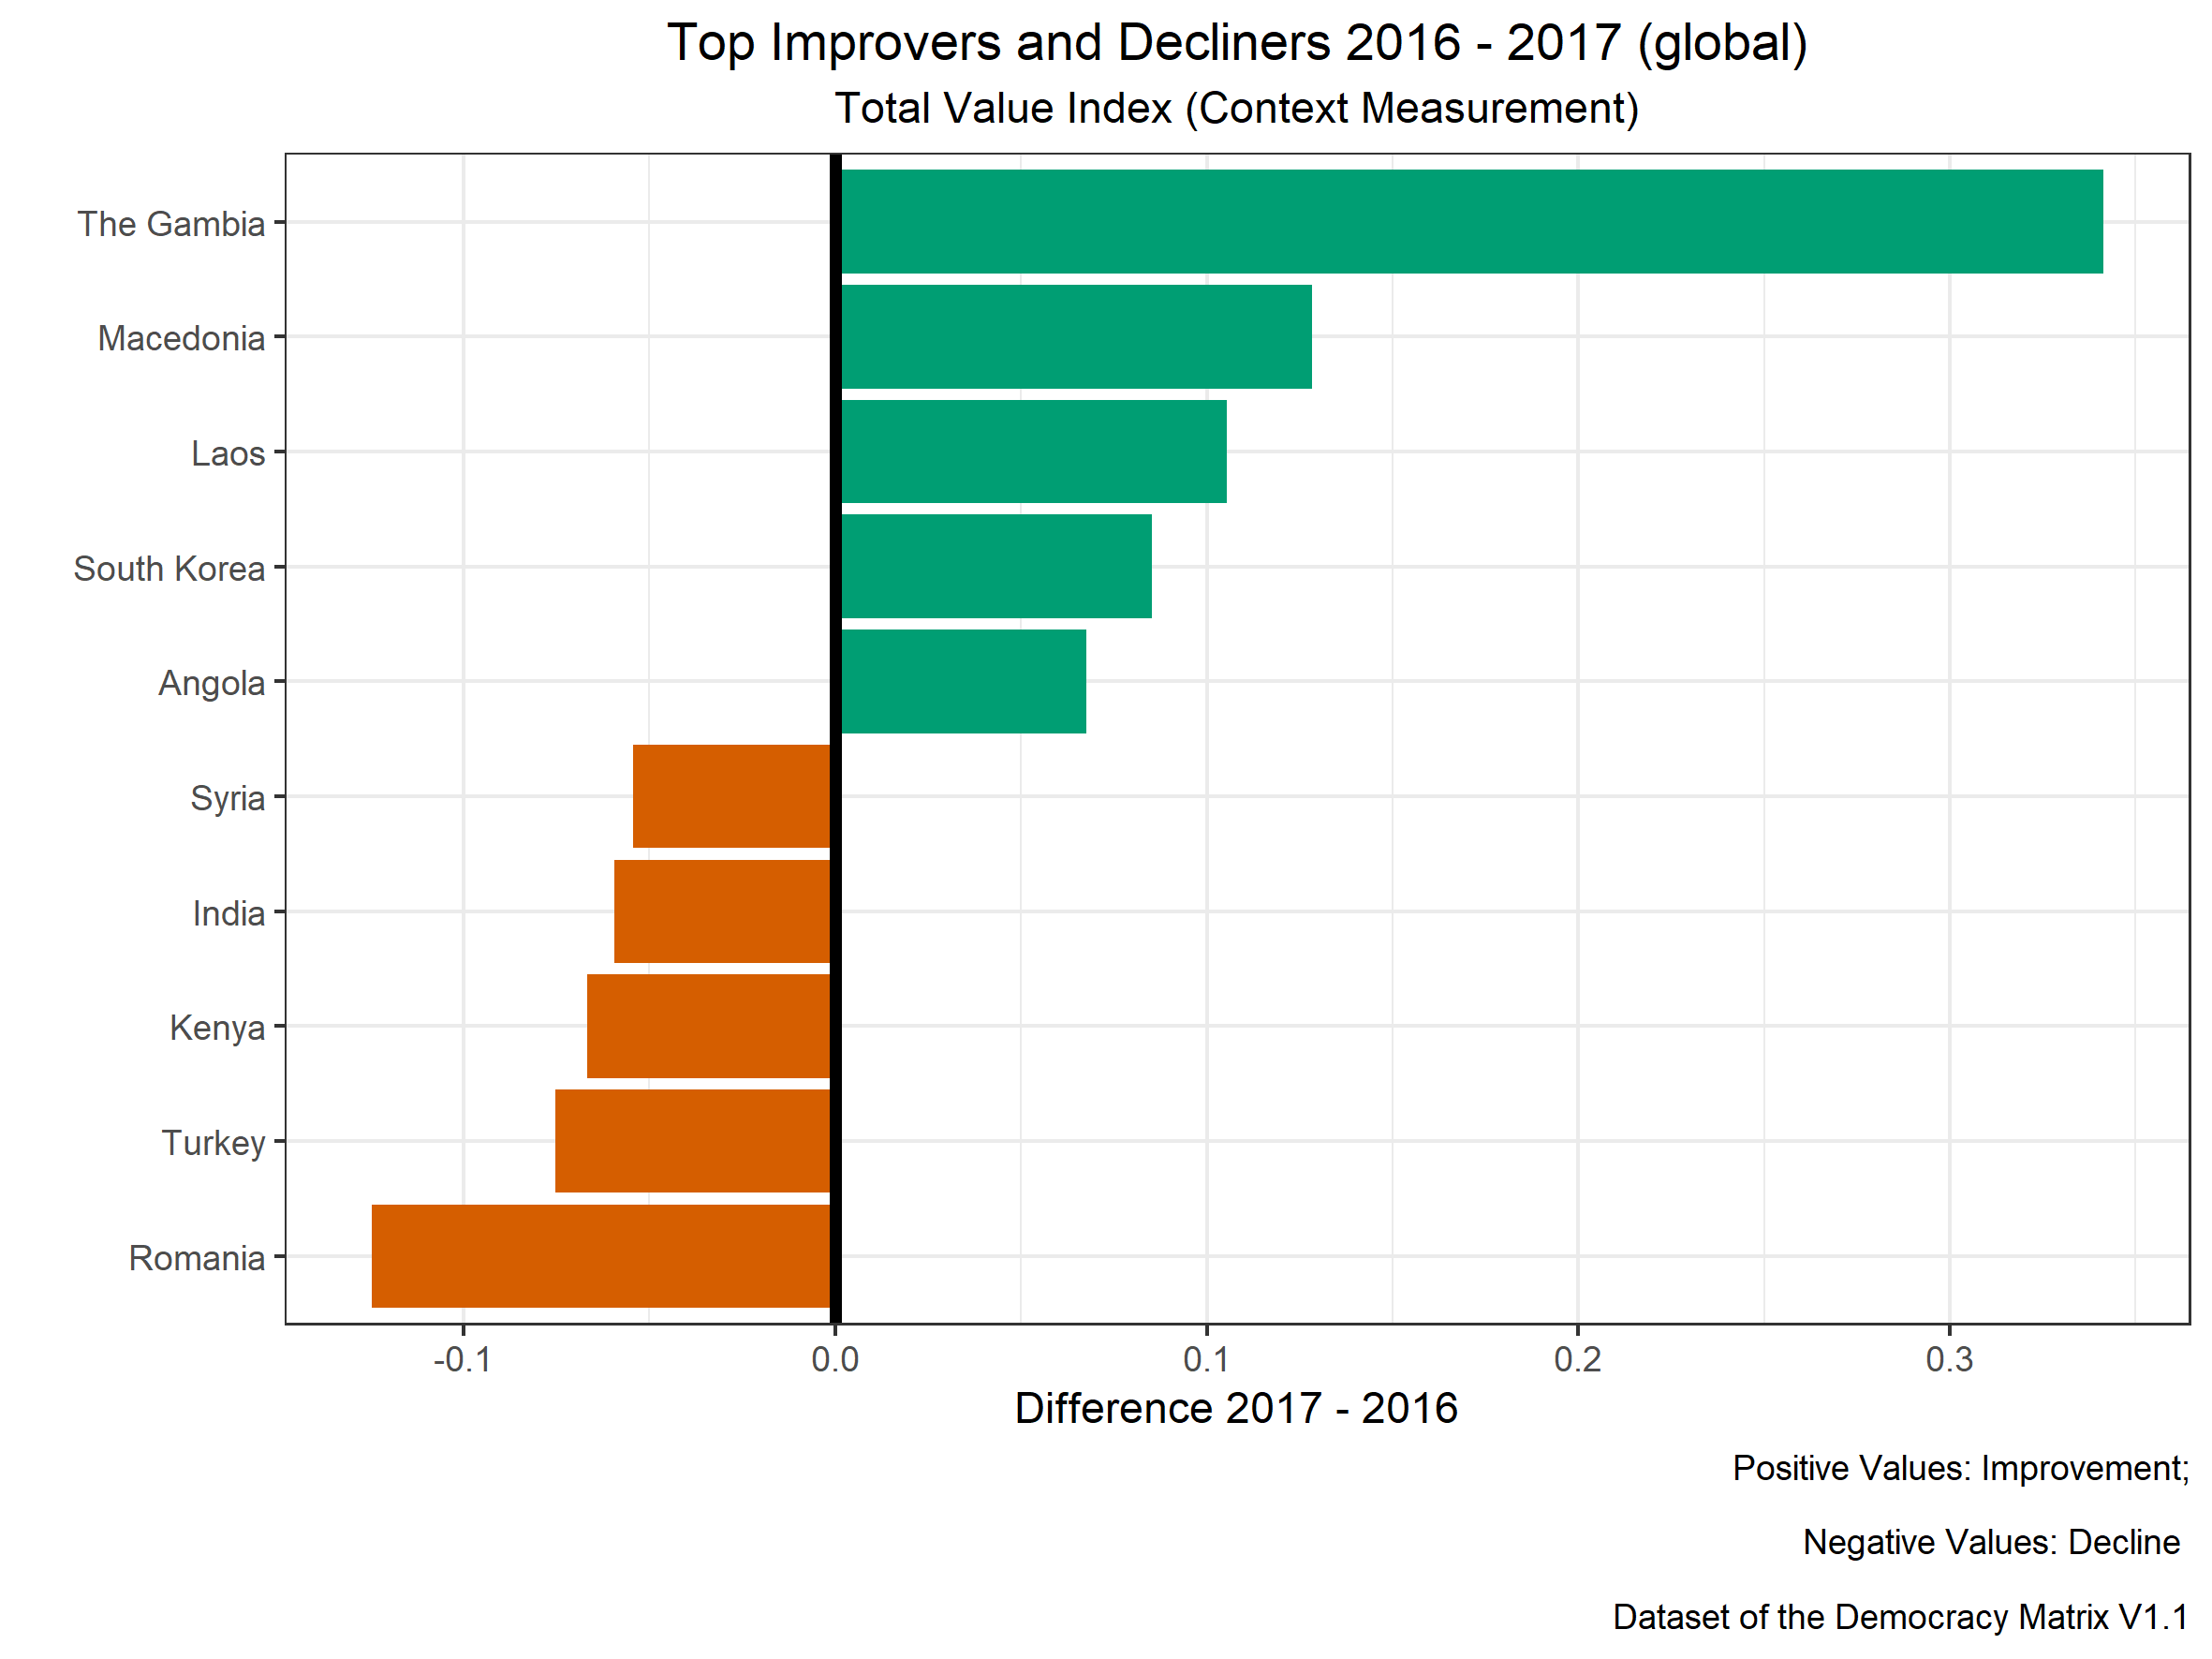 Top Improvers and Decliners 2016 - 2017 (global)
Total Value Index (Context Measurement)
The Gambia
Macedonia
Laos
South Korea
Angola
Syria
India
Kenya
Turkey
Romania
-0.1 0.0 0.1 0.2 0.3
Difference 2017 - 2016
Positive Values: Improvement;
Negative Values: Decline
Dataset of the Democracy Matrix V1.1